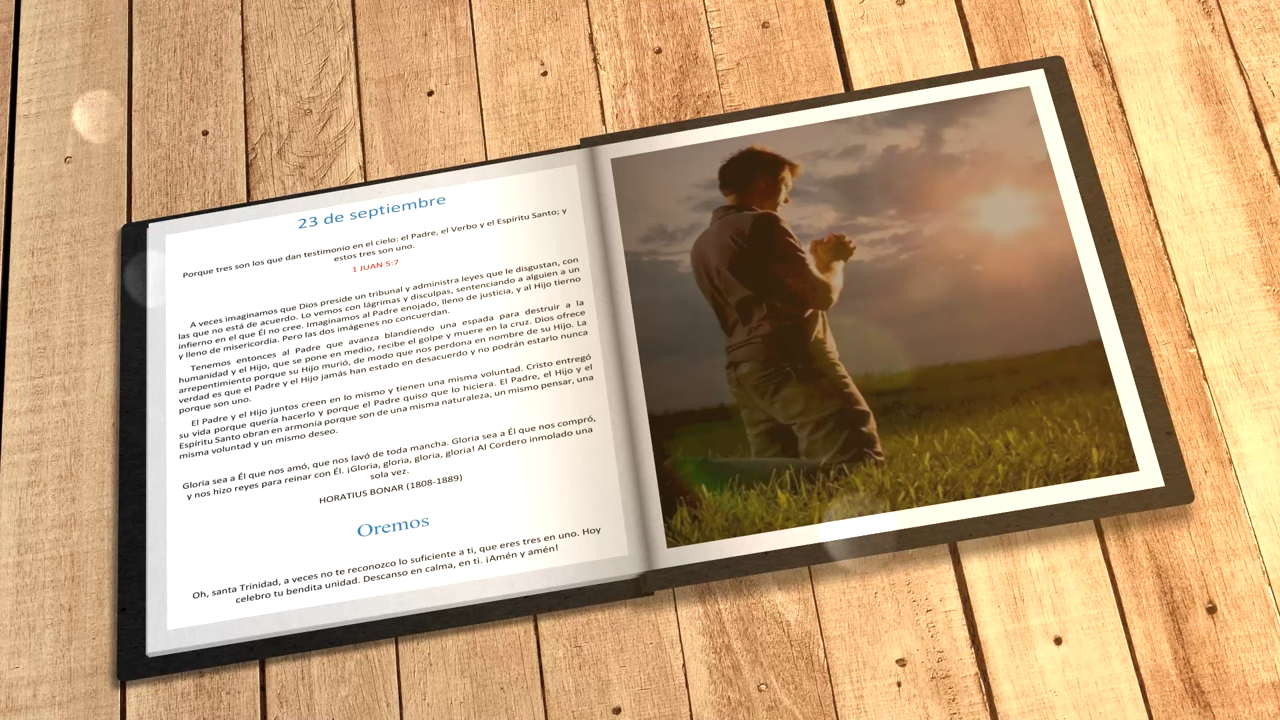 23 de septiembre
Porque tres son los que dan testimonio en el cielo: el Padre, el Verbo y el Espíritu Santo; y
estos tres son uno.
1 JUAN 5:7
A veces imaginamos que Dios preside un tribunal y administra leyes que le disgustan, con
las que no está de acuerdo. Lo vemos con lágrimas y disculpas, sentenciando a alguien a un
infierno en el que Él no cree. Imaginamos al Padre enojado, lleno de justicia, y al Hijo tierno
y lleno de misericordia. Pero las dos imágenes no concuerdan.
Tenemos entonces al Padre que avanza blandiendo una espada para destruir a la
humanidad y el Hijo, que se pone en medio, recibe el golpe y muere en la cruz. Dios ofrece
arrepentimiento porque su Hijo murió, de modo que nos perdona en nombre de su Hijo. La
verdad es que el Padre y el Hijo jamás han estado en desacuerdo y no podrán estarlo nunca
porque son uno.
El Padre y el Hijo juntos creen en lo mismo y tienen una misma voluntad. Cristo entregó
su vida porque quería hacerlo y porque el Padre quiso que lo hiciera. El Padre, el Hijo y el
Espíritu Santo obran en armonía porque son de una misma naturaleza, un mismo pensar, una
misma voluntad y un mismo deseo.
Gloria sea a Él que nos amó, que nos lavó de toda mancha. Gloria sea a Él que nos compró,
y nos hizo reyes para reinar con Él. ¡Gloria, gloria, gloria, gloria! Al Cordero inmolado una
sola vez.
HORATIUS BONAR (1808-1889)
Oremos
Oh, santa Trinidad, a veces no te reconozco lo suficiente a ti, que eres tres en uno. Hoy
celebro tu bendita unidad. Descanso en calma, en ti. ¡Amén y amén!